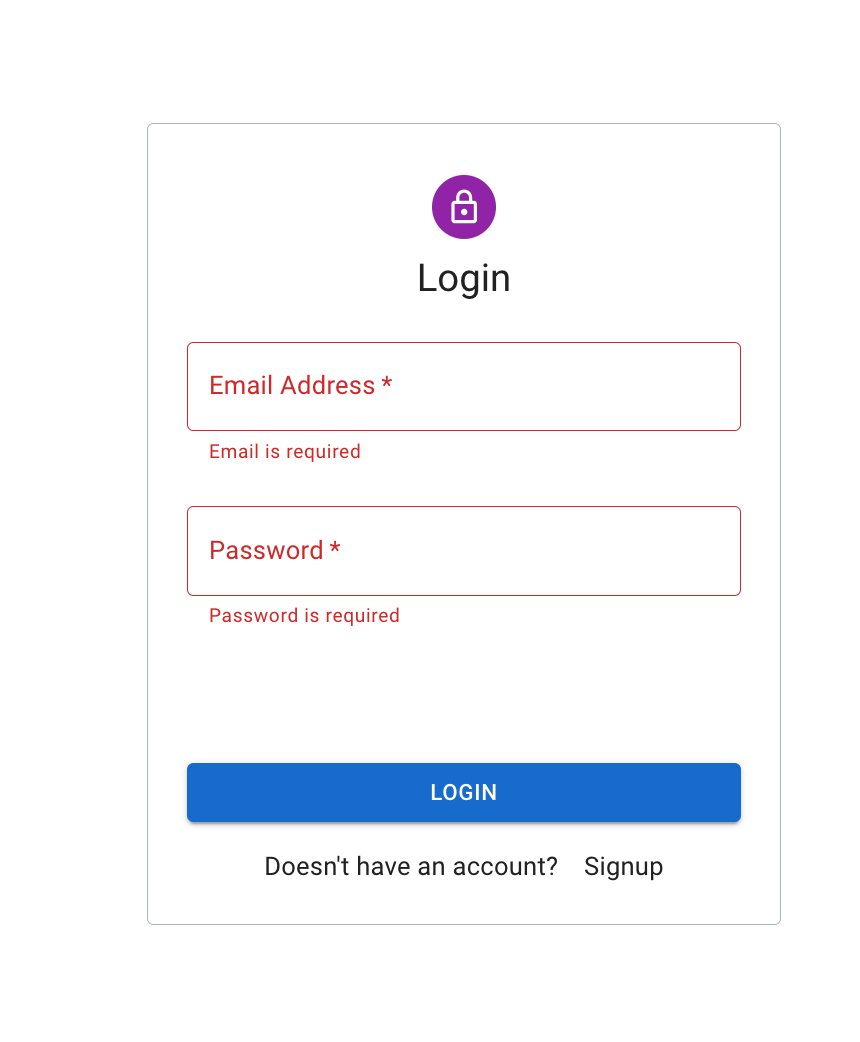 Login
Email Address *
Email is required
Password *
Password is required
LOGIN
Doesn't have an account? Signup